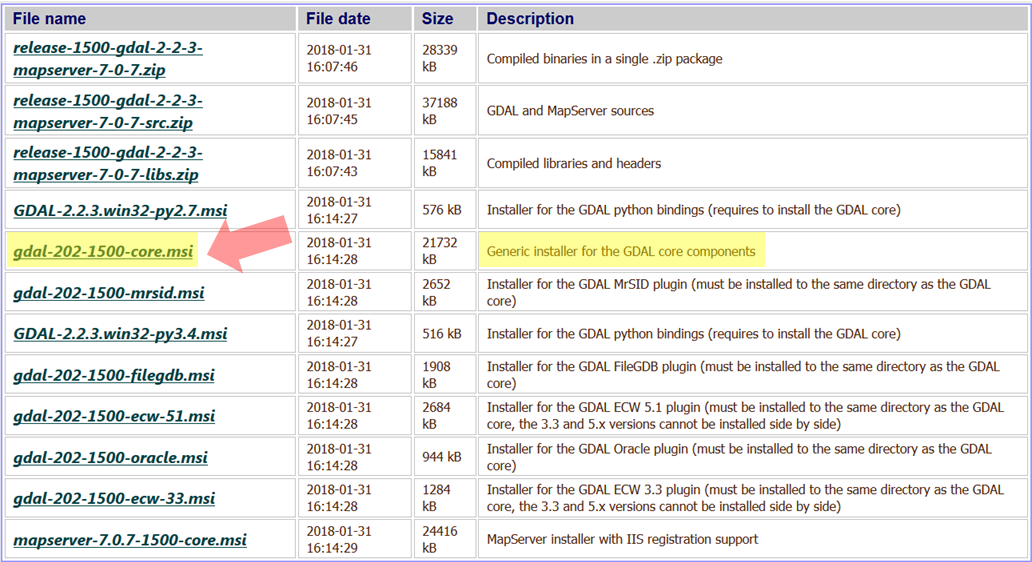 File name File date Size Description
release-1500-gdal-2-2-3- 2018-01-31 28339
mapserver-7-0-7.zip 16:07:46 kB Compiled binaries in a single .zip package
release-1500-gdal-2-2-3- 2018-01-31 37188
mapserver-7-0-7-src.zip 16:07:45 kB GDAL and MapServer sources
release-1500-gdal-2-2-3- 2018-01-31 15841
mapserver-7-0-7-libs.zip 16:07:43 kB Compiled libraries and headers
GDAL-2.2.3.win32-py2.7.msi 2018-01-31 576 kB Installer for the GDAL python bindings (requires to install the GDAL core)
16:14:27
gdal-202-1500-core.msi 2018-01-31 21732 Generic installer for the GDAL core components
16:14:28 kB
gdal-202-1500-mrsid.msi 2018-01-31 2652 Installer for the GDAL MrSID plugin (must be installed to the same directory as the GDAL
16:14:28 kB core)
GDAL-2.2.3.win32-py3.4.msi 2018-01-31 516 kB Installer for the GDAL python bindings (requires to install the GDAL core)
16:14:27
gdal-202-1500-filegdb.msi 2018-01-31 1908 Installer for the GDAL FileGDB plugin (must be installed to the same directory as the GDAL
16:14:28 kB core)
gdal-202-1500-ecw-51.msi 2018-01-31 2684 Installer for the GDAL ECW 5.1 plugin (must be installed to the same directory as the GDAL
16:14:28 kB core, the 3.3 and 5.x versions cannot be installed side by side)
gdal-202-1500-oracle.msi 2018-01-31 944 kB Installer for the GDAL Oracle plugin (must be installed to the same directory as the GDAL
16:14:28 core)
gdal-202-1500-ecw-33.msi 2018-01-31 1284 Installer for the GDAL ECW 3.3 plugin (must be installed to the same directory as the GDAL
16:14:28 kB core, the 3.3 and 5.x versions cannot be installed side by side)
mapserver-7.0.7-1500-core.msi 2018-01-31 24416 MapServer installer with IIS registration support
16:14:29 kB